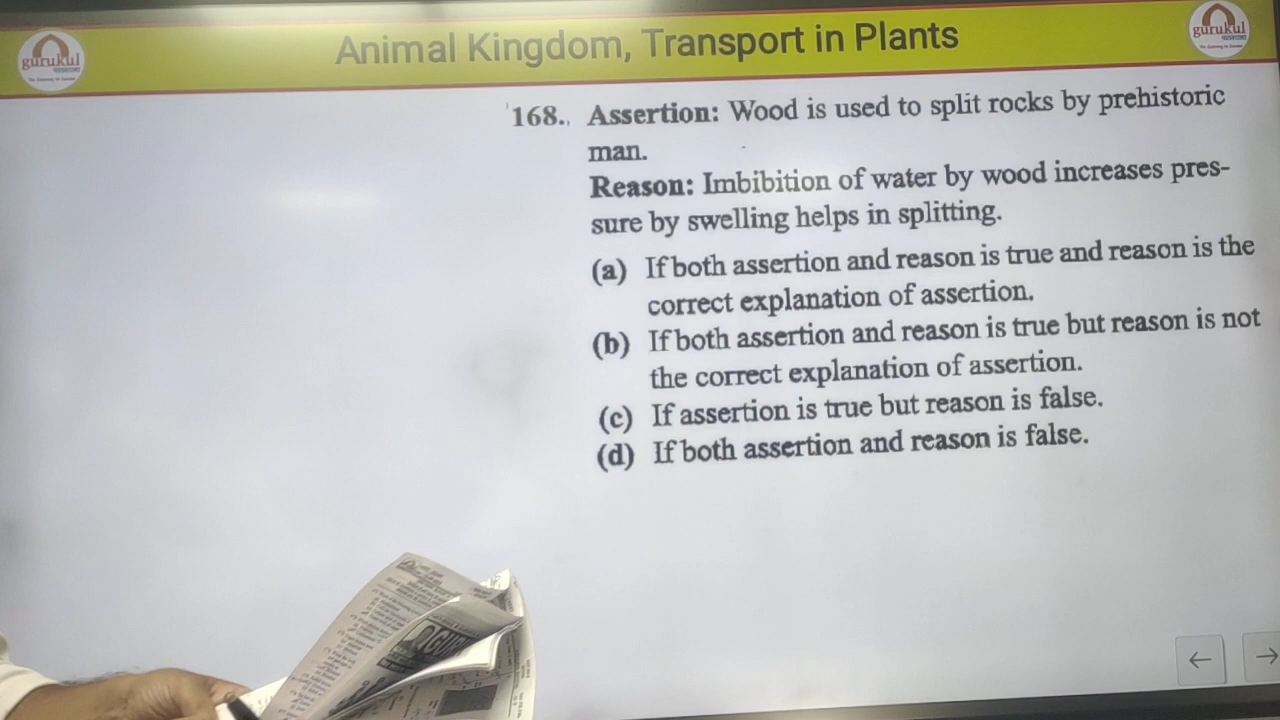 Animal Kingdom, Transport in Plants
gurukul
gurukul
168. Assertion: Wood is used to split rocks by prehistoric
man.
Reason: Imbibition of water by wood increases pres-
sure by swelling helps in splitting.
(a) If both assertion and reason is true and reason is the
correct explanation of assertion.
(b) If both assertion and reason is true but reason is not
the correct explanation of assertion.
(c) If assertion is true but reason is false.
(d) If both assertion and reason is false.